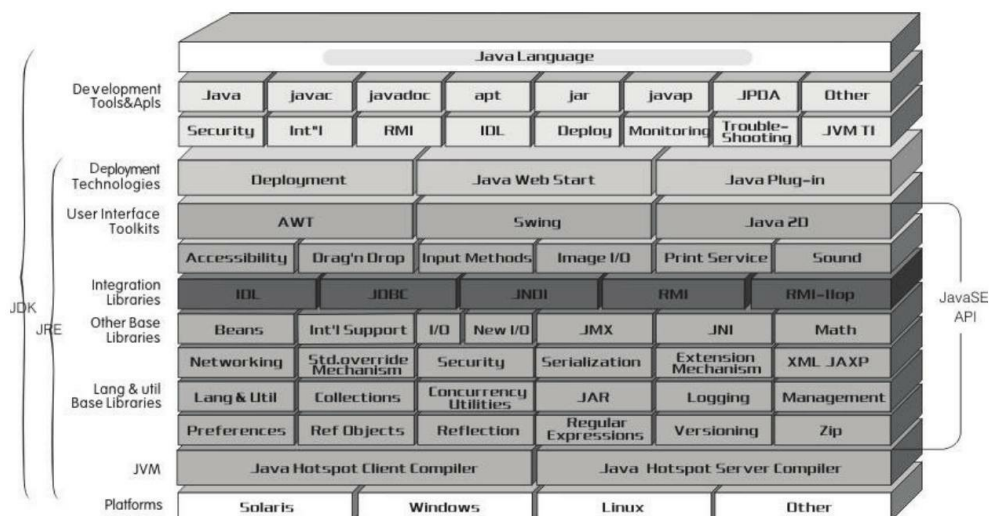 Java Language
Development
Tools&Apls
Java javac javadoc apt jar javap JPDA Other
Security Int"l RMI IDL Deploy Monitoring Trouble-
Shooting JVM TI
Deployment
Technologies
Deployment Java Web Start Java Plug-in
User Interface
Toolkits
AWT Swing Java 2D
Accessibility Drag'n Drop Input Methods Image I/O Print Service Sound
Integration
Libraries
IDL JDBC JNDI RMI RMI-llop
JDK
JRE
JavaSE
API
Other Base
Libraries
Beans Int'l Support I/O New I/O JMX JNI Math
Networking Std.override
Mechanism Security Serialization Extension
Mechanism XML JAXP
Lang & util
Base Libraries
Lang & Util Collections Concurrency
Utilities JAR Logging Management
Preferences Ref Objects Reflection Regular
Expressions Versioning Zip
JVM
Java Hotspot Client Compiler Java Hotspot Server Compiler
Platforms
Solaris Windows Linux Other